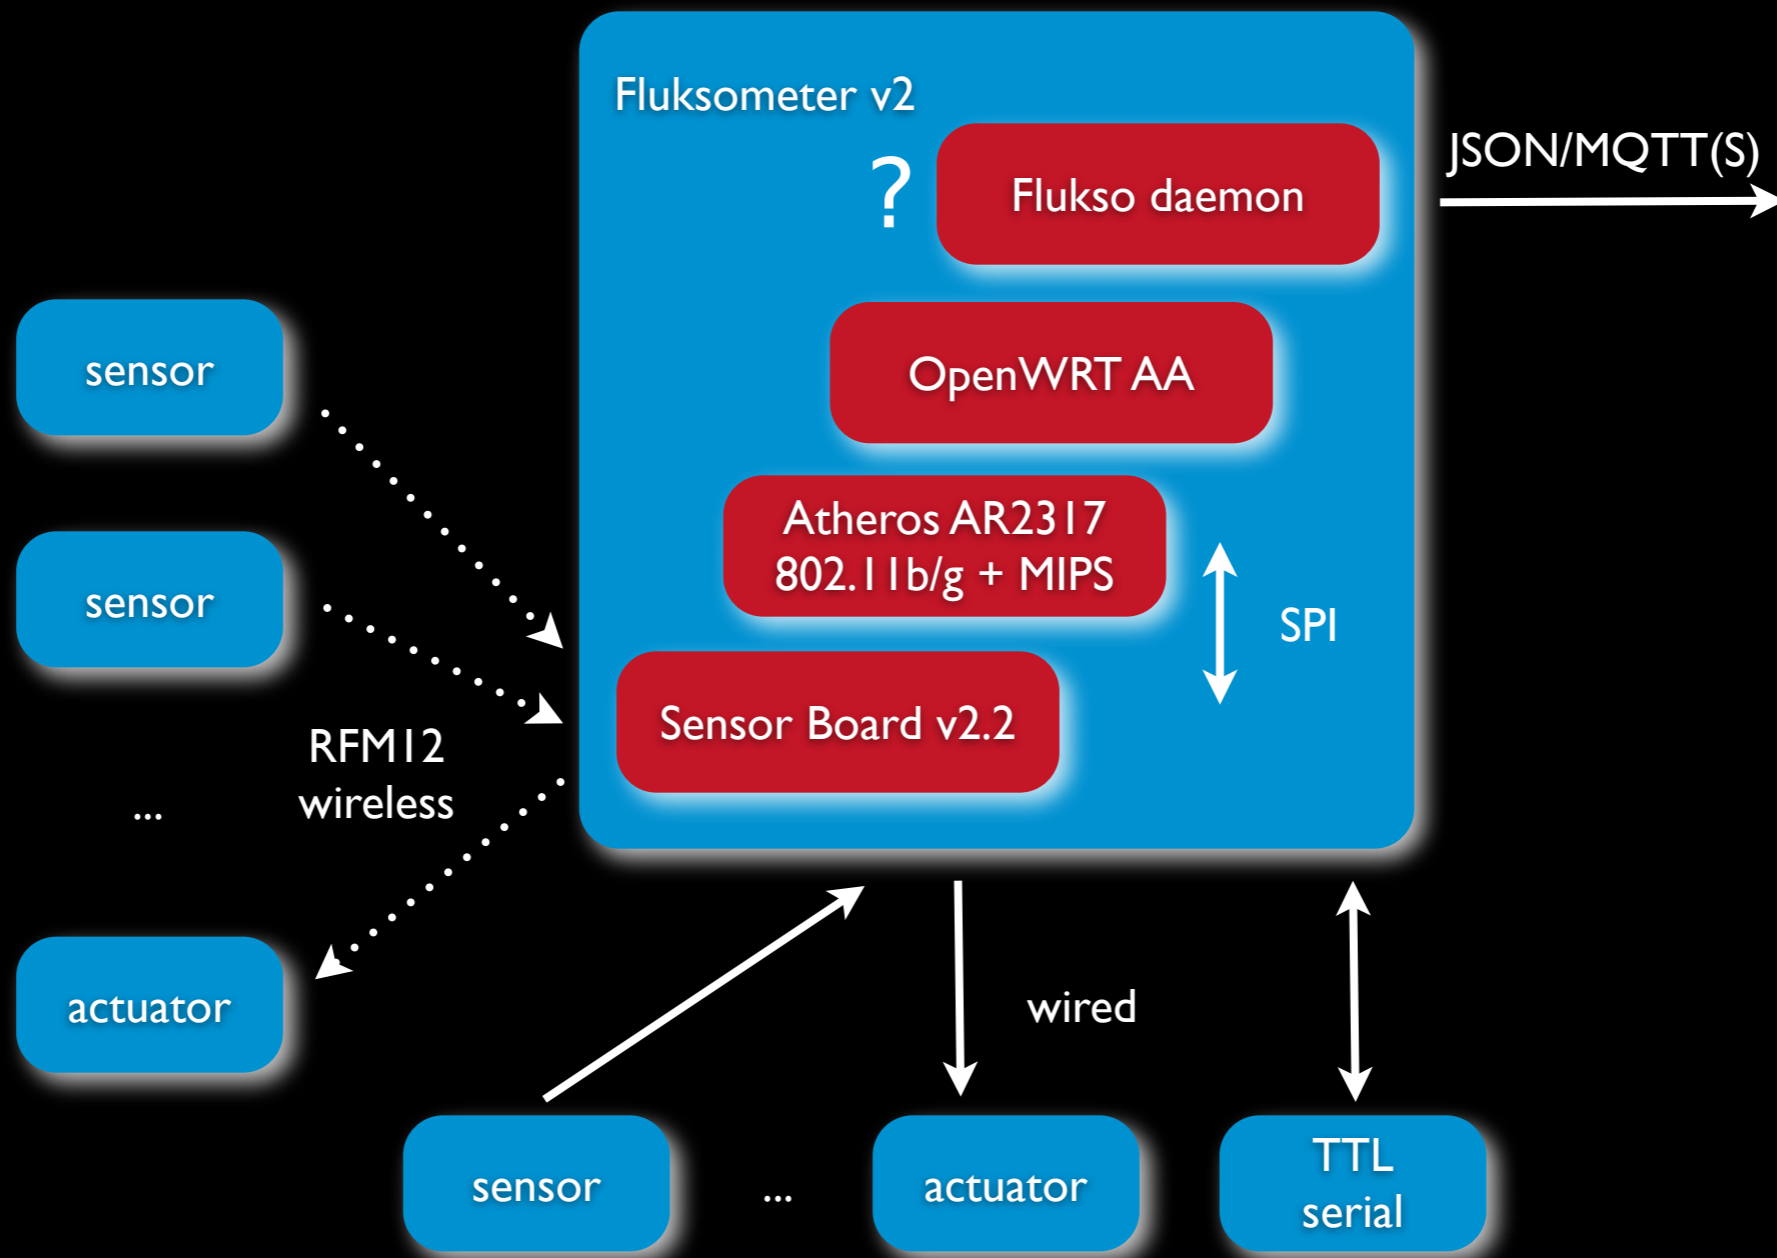 Fluksometer v2
?
Flukso daemon
JSON/MQTT(S)
sensor
OpenWRT AA
Atheros AR2317
802.11b/g + MIPS
sensor
SPI
Sensor Board v2.2
RFM12
wireless
...
actuator
wired
sensor
...
actuator
TTL
serial